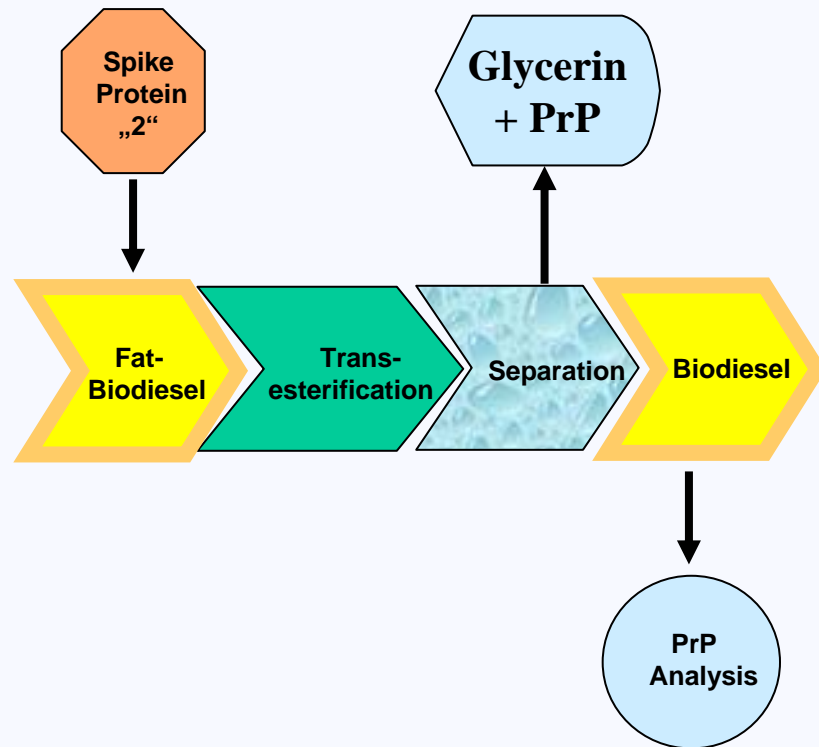 Spike
Protein
„2“
Glycerin
+ PrP
Fat-
Biodiesel
Trans-
esterification
Separation
Biodiesel
PrP
Analysis